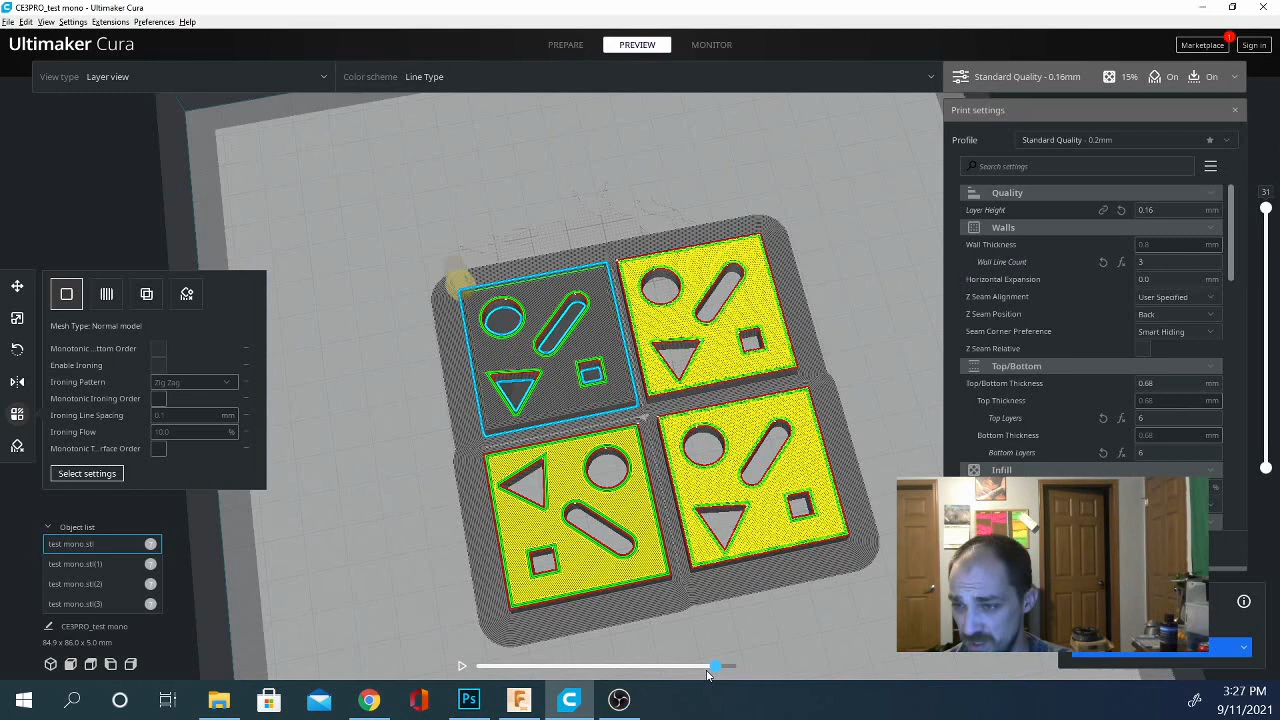 CE3PRO_test mono - Ultimaker Cura
File Edit View Settings Extensions Preferences Help
Ultimaker Cura
PREPARE PREVIEW MONITOR
Marketplace 1 Sign in
View type Layer view
Color scheme Line Type
Standard Quality - 0.16mm 15% On On
Print settings
Profile Standard Quality - 0.2mm
Search settings
Quality
Layer Height 0.16 mm
Walls
Wall Thickness 0.8 mm
Wall Line Count 3
Horizontal Expansion 0.0 mm
Z Seam Alignment User Specified
Z Seam Position Back
Seam Corner Preference Smart Hiding
Z Seam Relative
Top/Bottom
Top/Bottom Thickness 0.68 mm
Top Thickness 0.68 mm
Top Layers 6
Bottom Thickness 0.68 mm
Bottom Layers 6
Infill
%
31
Mesh Type: Normal model
Monotonic ...ttom Order
Enable Ironing
Ironing Pattern Zig Zag
Monotonic Ironing Order
Ironing Line Spacing 0.1 mm
Ironing Flow 10.0 %
Monotonic T...rface Order
Select settings
Object list
test mono.stl ?
test mono.stl(1) ?
test mono.stl(2) ?
test mono.stl(3) ?
CE3PRO_test mono
84.9 x 86.0 x 5.0 mm
Ps
3:27 PM
9/11/2021